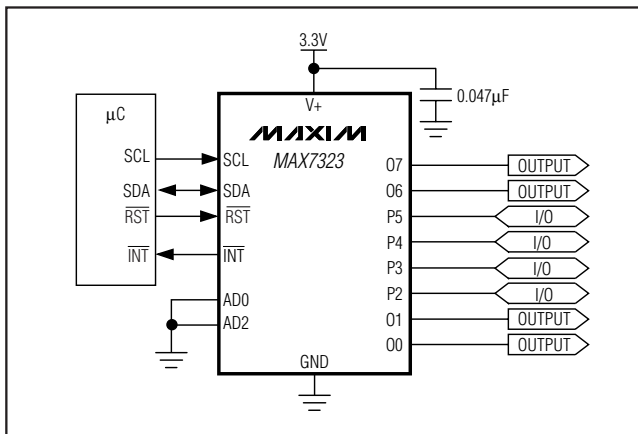 3.3V
0.047µF
V+
µC
MAXIM
MAX7323
SCL
SDA
RST
INT
SCL
SDA
RST
INT
AD0
AD2
GND
O7
O6
P5
P4
P3
P2
O1
O0
OUTPUT
OUTPUT
I/O
I/O
I/O
I/O
OUTPUT
OUTPUT